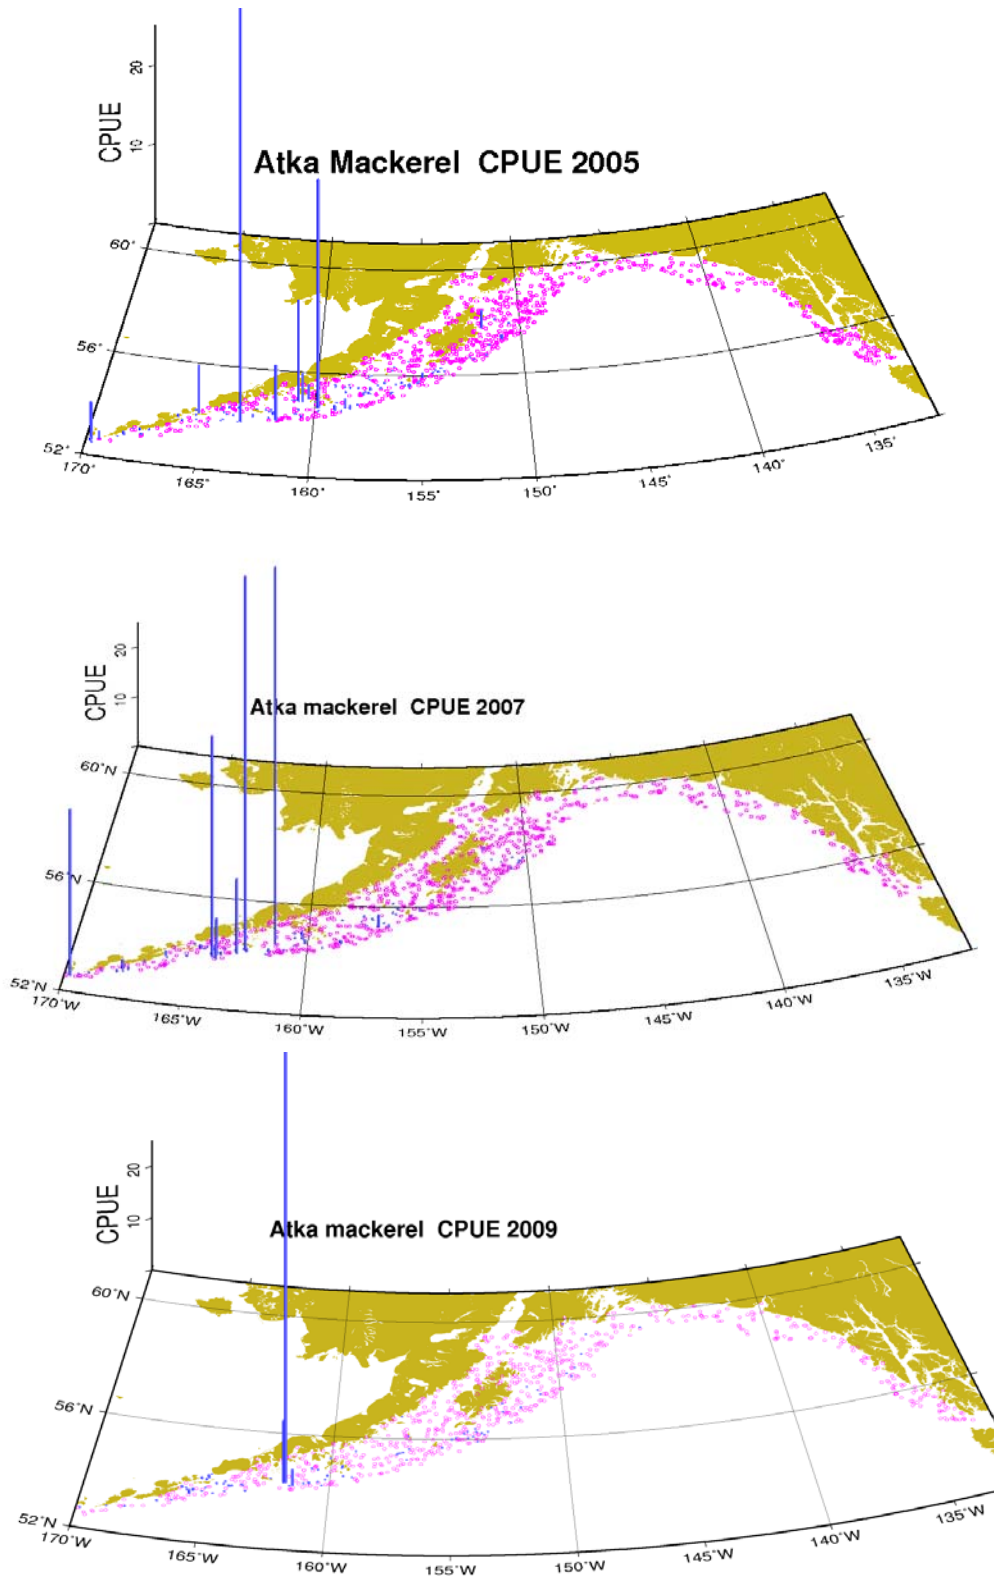 20
10
CPUE
Atka Mackerel CPUE 2005
60°
56°
52°
170°
165°
160°
155°
150°
145°
140°
135°
20
10
CPUE
Atka mackerel CPUE 2007
60°N
56°N
52°N
170°W
165°W
160°W
155°W
150°W
145°W
140°W
135°W
20
10
CPUE
Atka mackerel CPUE 2009
60°N
56°N
52°N
170°W
165°W
160°W
155°W
150°W
145°W
140°W
135°W